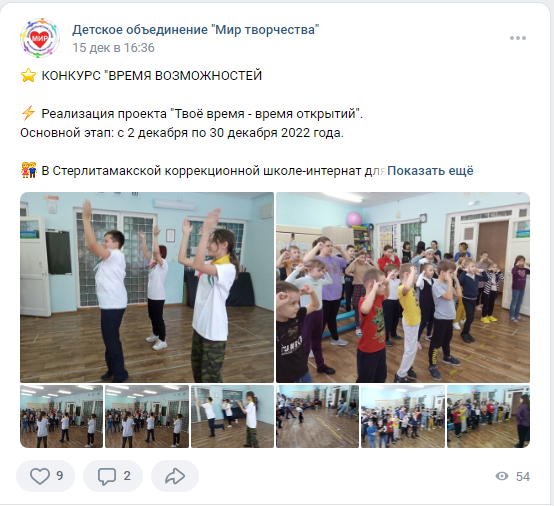 МИР
Детское объединение "Мир творчества"
15 дек в 16:36
КОНКУРС "ВРЕМЯ ВОЗМОЖНОСТЕЙ
Реализация проекта "Твоё время - время открытий".
Основной этап: с 2 декабря по 30 декабря 2022 года.
В Стерлитамакской коррекционной школе-интернат для Показать ещё
9 2 54